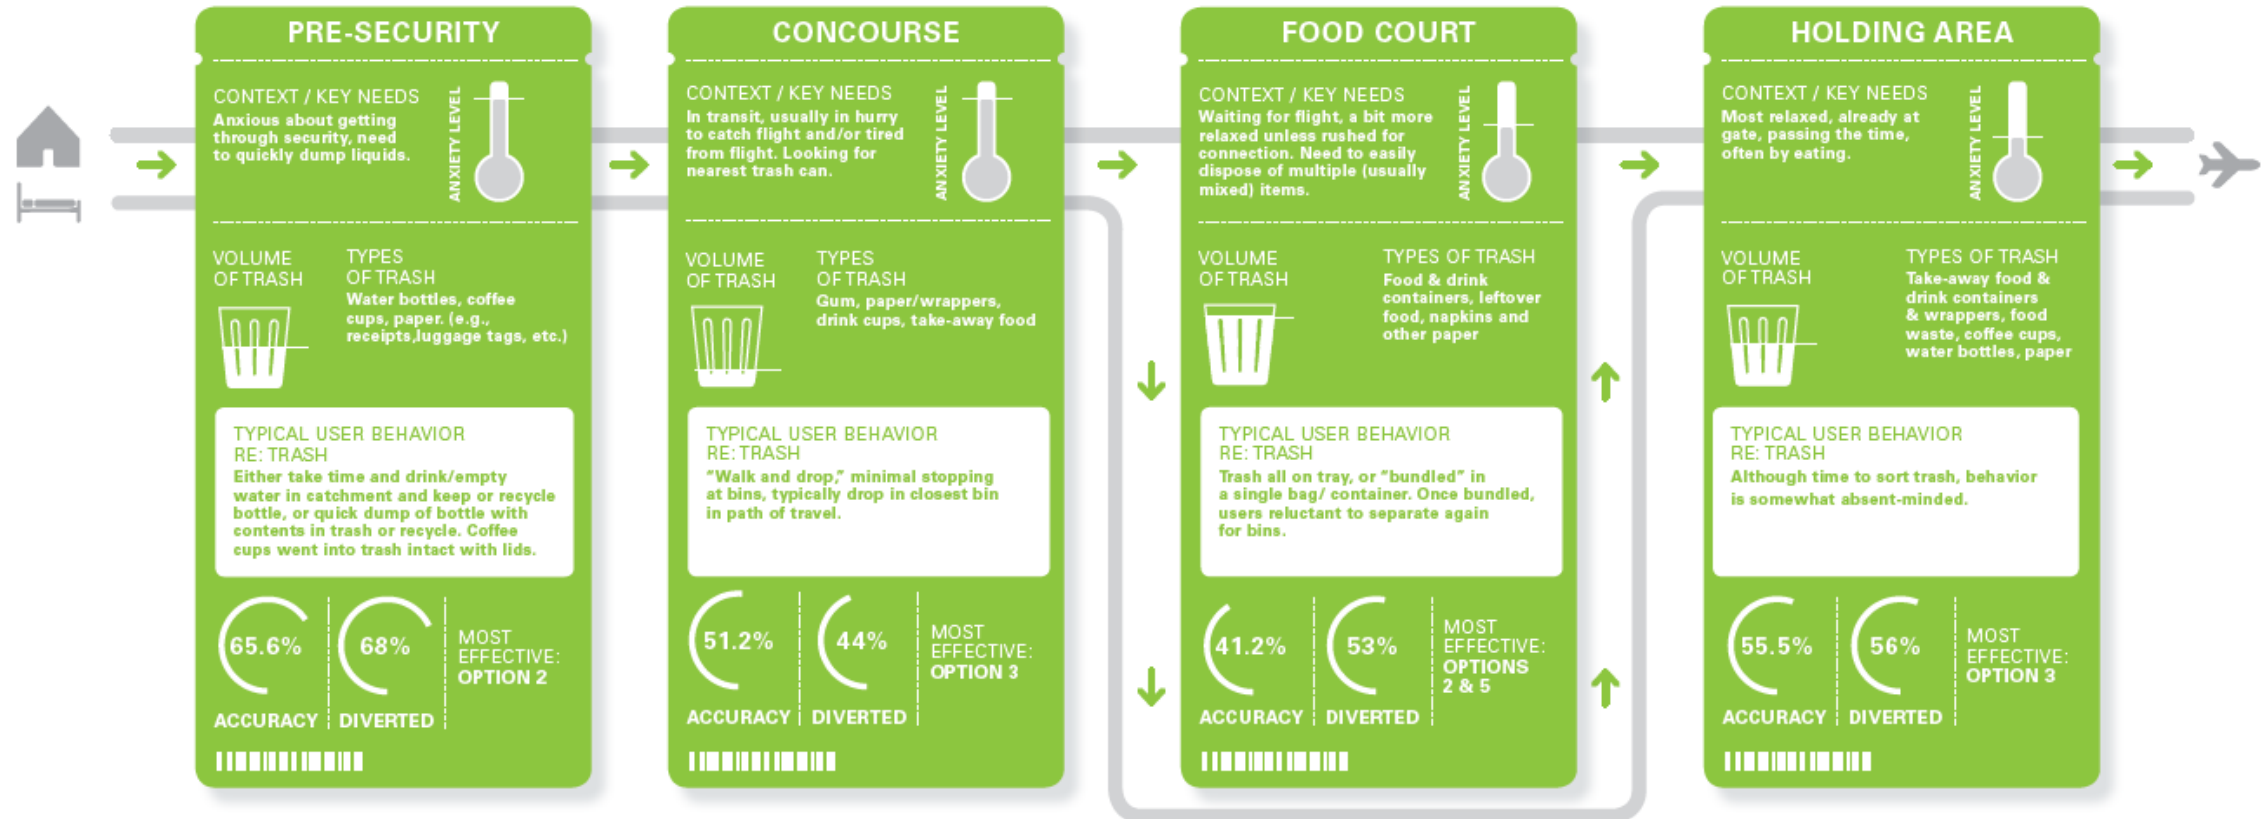 PRE-SECURITY
CONTEXT / KEY NEEDS
Anxious about getting
through security, need
to quickly dump liquids.
ANXIETY LEVEL
VOLUME
OF TRASH
TYPES
OF TRASH
Water bottles, coffee
cups, paper. (e.g.,
receipts,luggage tags, etc.)
TYPICAL USER BEHAVIOR
RE: TRASH
Either take time and drink/empty
water in catchment and keep or recycle
bottle, or quick dump of bottle with
contents in trash or recycle. Coffee
cups went into trash intact with lids.
65.6%
ACCURACY
68%
DIVERTED
MOST
EFFECTIVE:
OPTION 2
CONCOURSE
CONTEXT / KEY NEEDS
In transit, usually in hurry
to catch flight and/or tired
from flight. Looking for
nearest trash can.
ANXIETY LEVEL
VOLUME
OF TRASH
TYPES
OF TRASH
Gum, paper/wrappers,
drink cups, take-away food
TYPICAL USER BEHAVIOR
RE: TRASH
"Walk and drop," minimal stopping
at bins, typically drop in closest bin
in path of travel.
51.2%
ACCURACY
44%
DIVERTED
MOST
EFFECTIVE:
OPTION 3
FOOD COURT
CONTEXT / KEY NEEDS
Waiting for flight, a bit more
relaxed unless rushed for
connection. Need to easily
dispose of multiple (usually
mixed) items.
ANXIETY LEVEL
VOLUME
OF TRASH
TYPES OF TRASH
Food & drink
containers, leftover
food, napkins and
other paper
TYPICAL USER BEHAVIOR
RE: TRASH
Trash all on tray, or "bundled" in
a single bag/ container. Once bundled,
users reluctant to separate again
for bins.
41.2%
ACCURACY
53%
DIVERTED
MOST
EFFECTIVE:
OPTIONS
2 & 5
HOLDING AREA
CONTEXT / KEY NEEDS
Most relaxed, already at
gate, passing the time,
often by eating.
ANXIETY LEVEL
VOLUME
OF TRASH
TYPES OF TRASH
Take-away food &
drink containers
& wrappers, food
waste, coffee cups,
water bottles, paper
TYPICAL USER BEHAVIOR
RE: TRASH
Although time to sort trash, behavior
is somewhat absent-minded.
55.5%
ACCURACY
56%
DIVERTED
MOST
EFFECTIVE:
OPTION 3